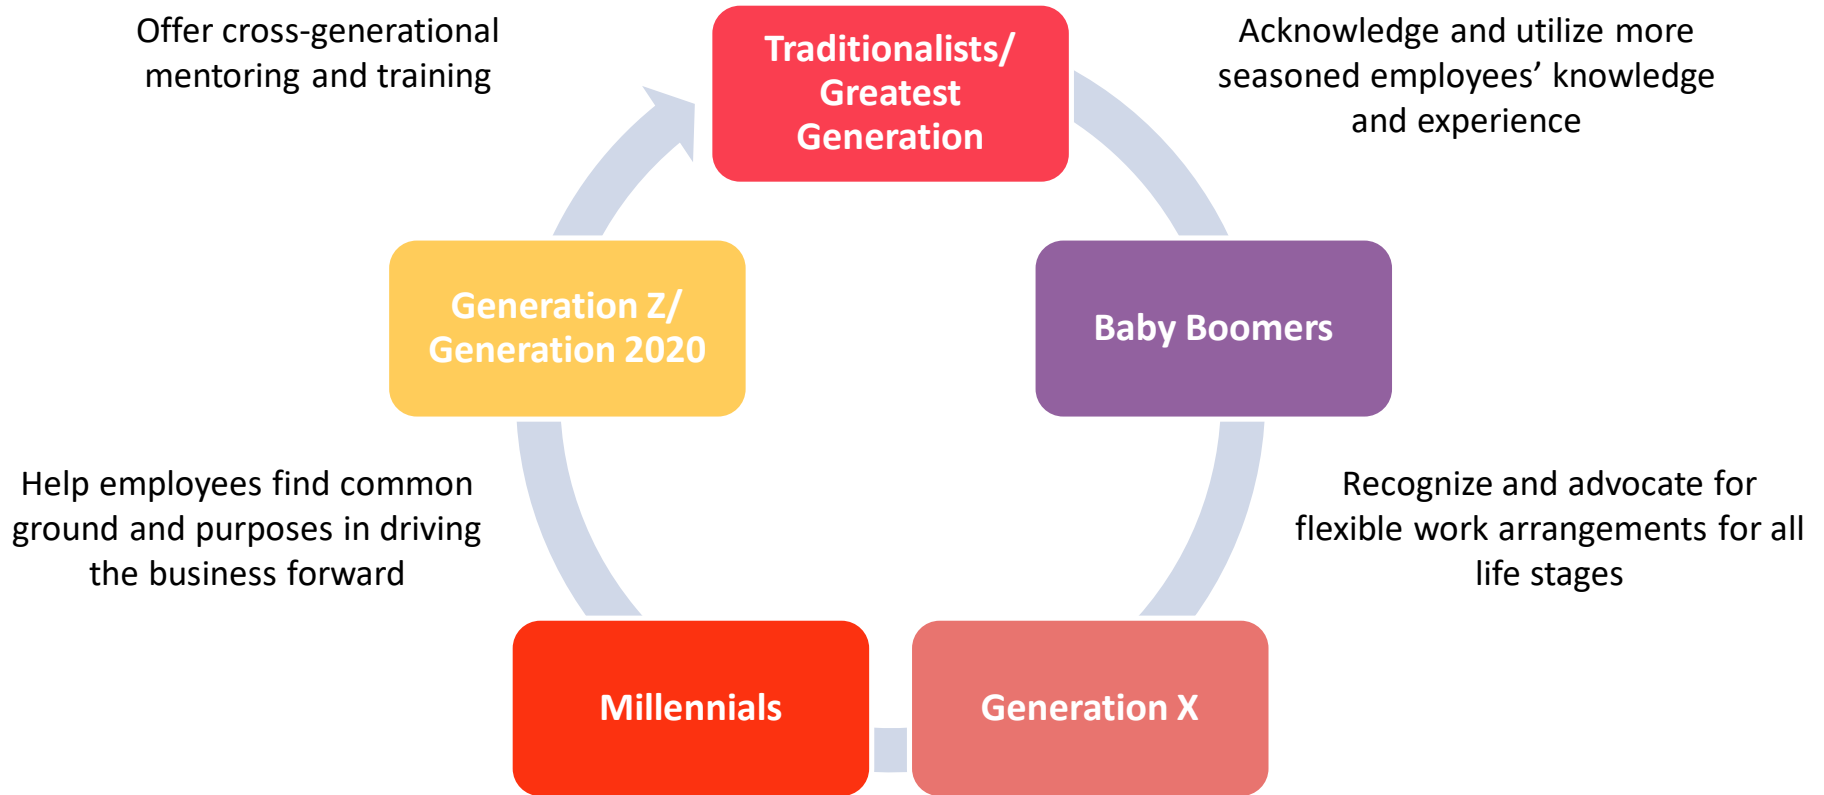 Offer cross-generational
mentoring and training
Traditionalists/
Greatest
Generation
Acknowledge and utilize more
seasoned employees’ knowledge
and experience
Generation Z/
Generation 2020
Baby Boomers
Help employees find common
ground and purposes in driving
the business forward
Recognize and advocate for
flexible work arrangements for all
life stages
Millennials
Generation X